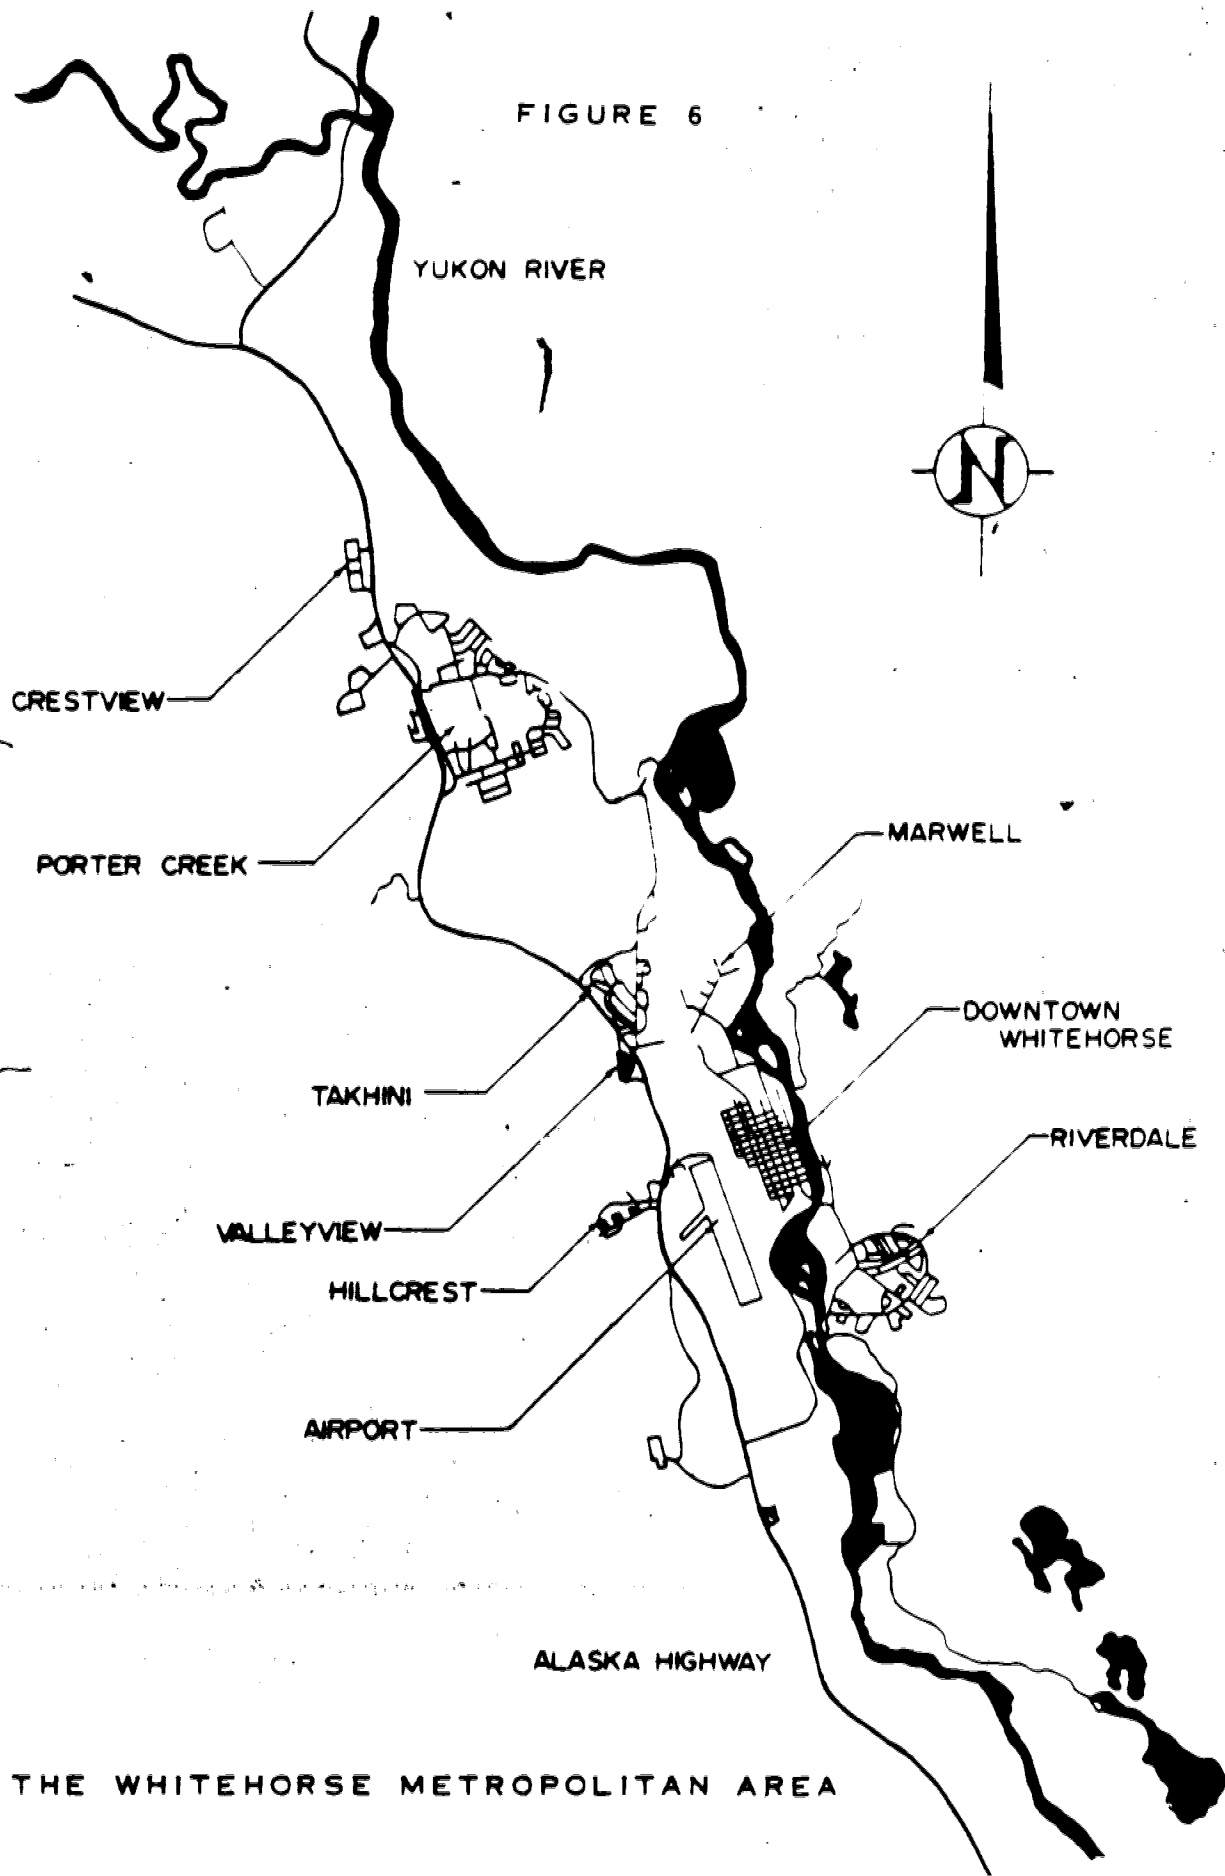 FIGURE 6
YUKON RIVER
N
CRESTVIEW
MARWELL
PORTER CREEK
DOWNTOWN
WHITEHORSE
TAKHINI
RIVERDALE
VALLEYVIEW
HILLCREST
AIRPORT
ALASKA HIGHWAY
THE WHITEHORSE METROPOLITAN AREA